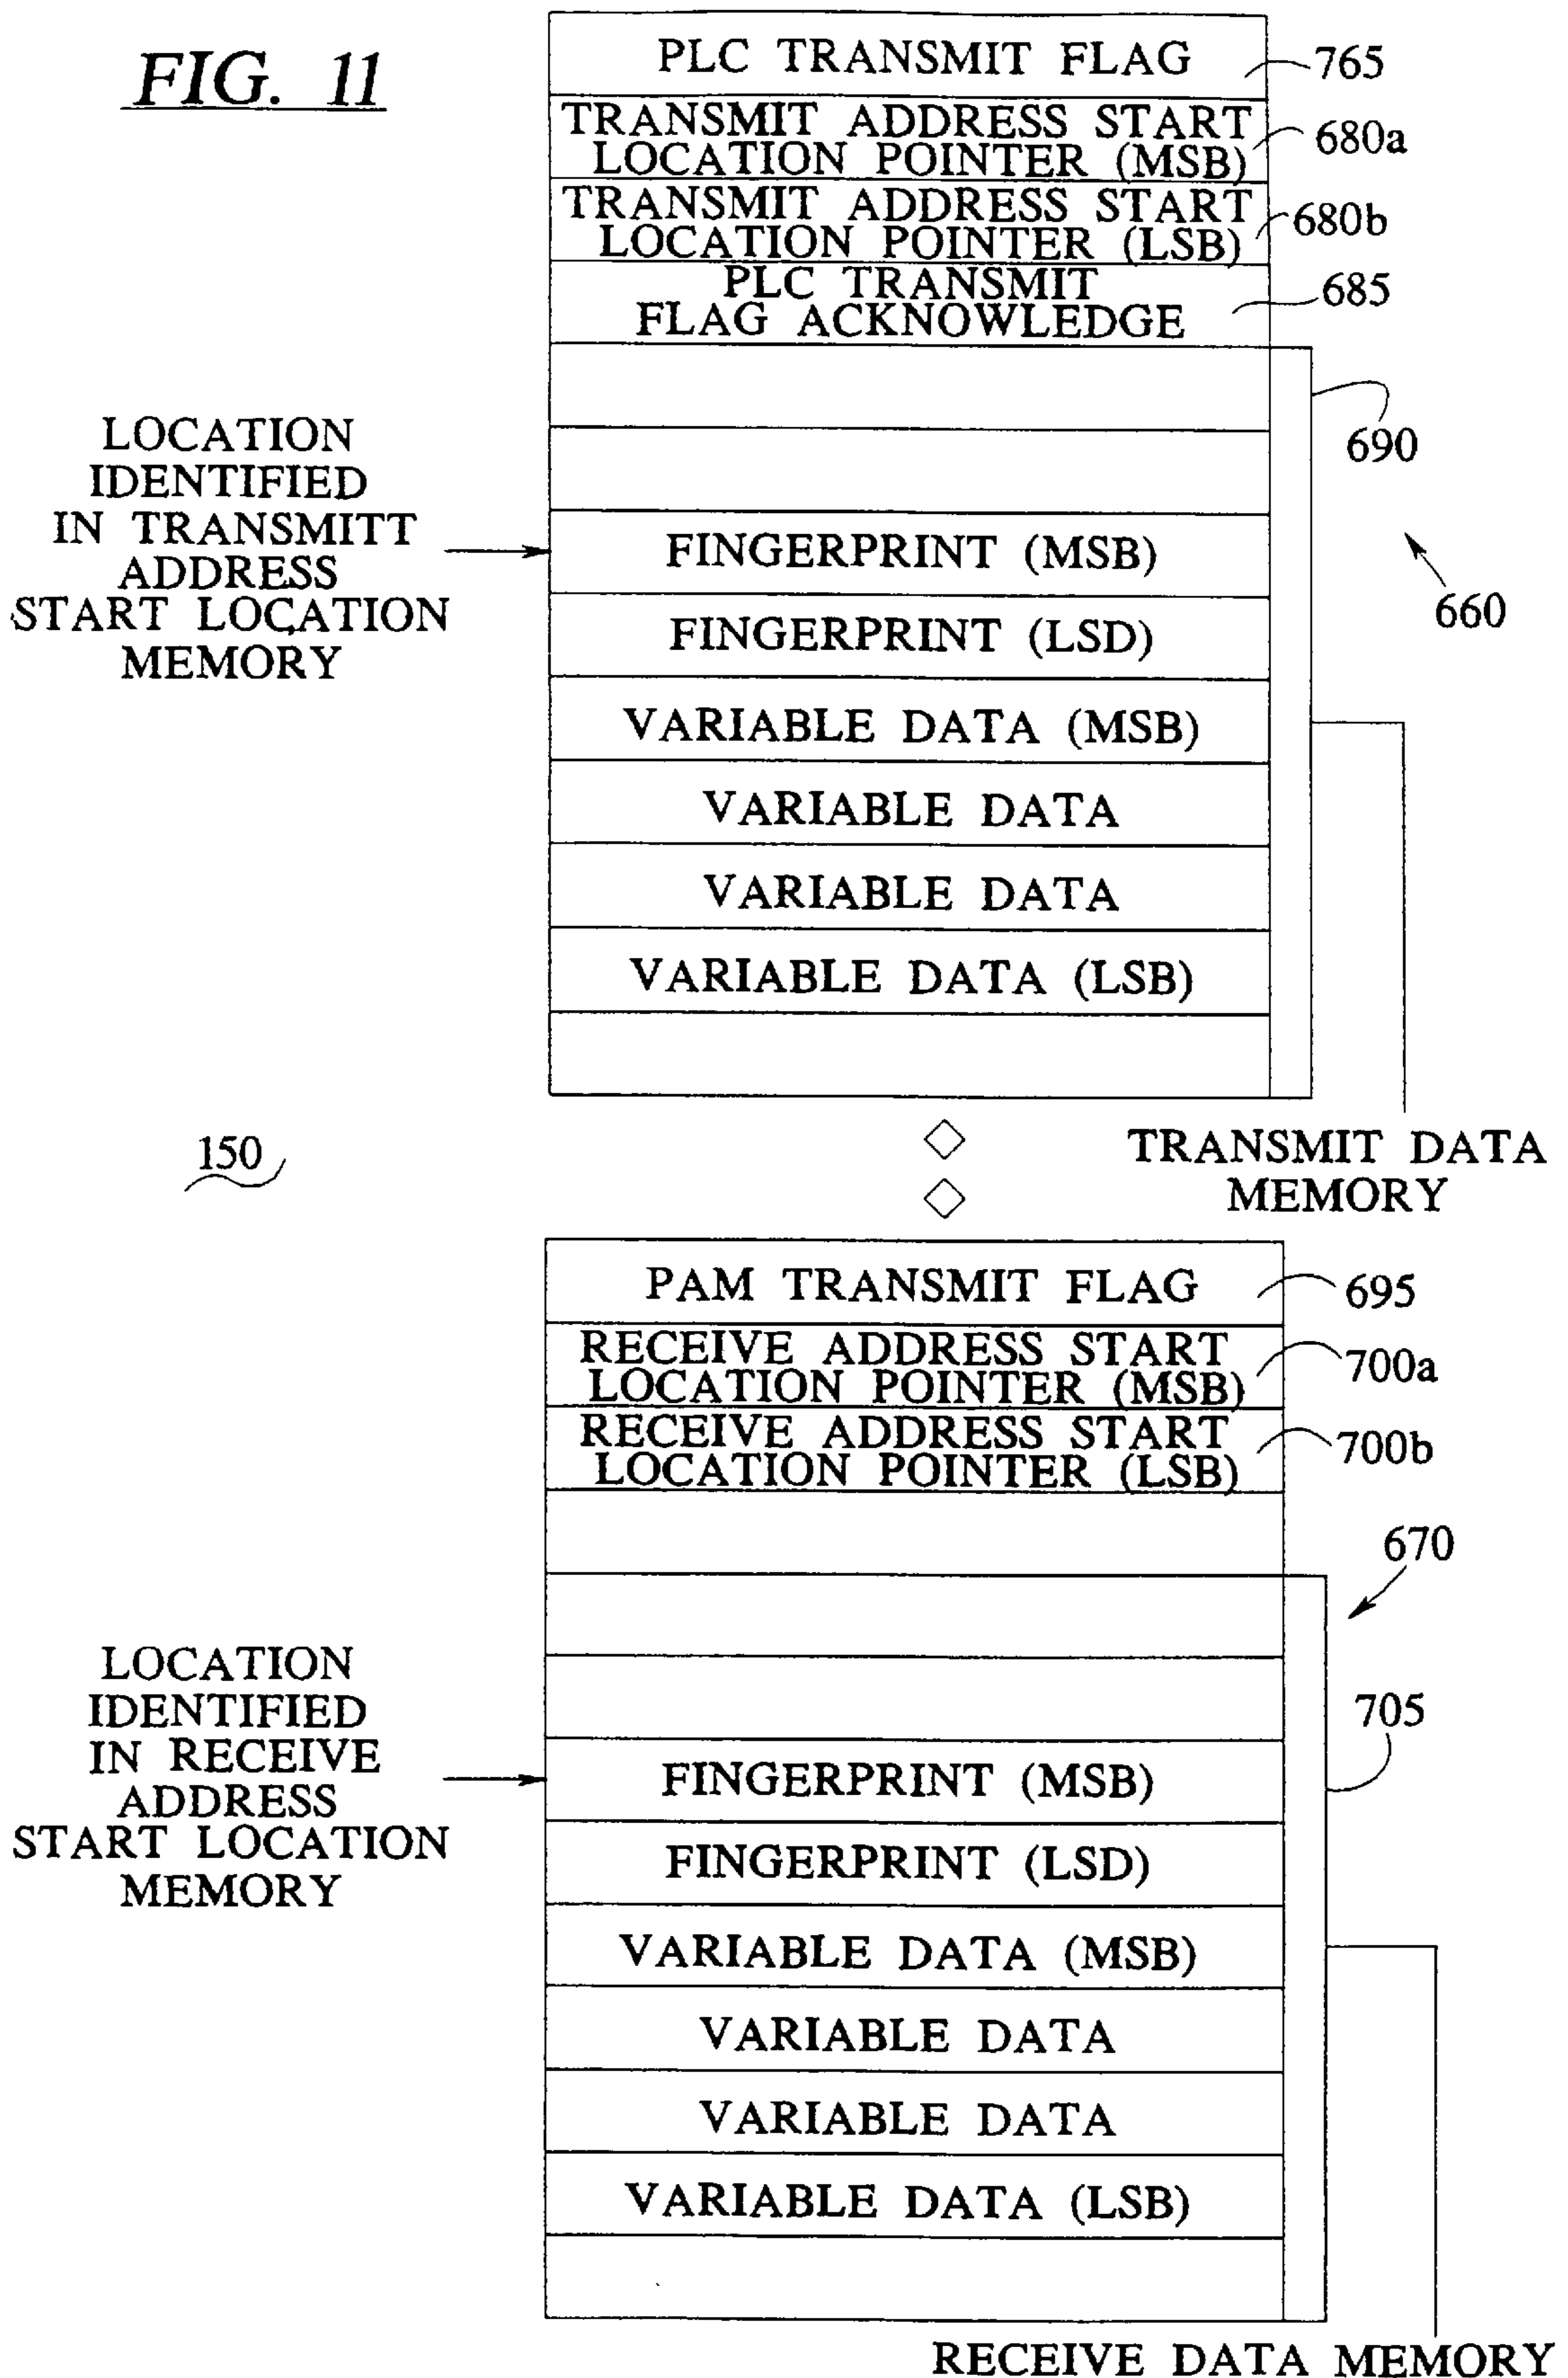 FIG. 11
PLC TRANSMIT FLAG
765
TRANSMIT ADDRESS START
LOCATION POINTER (MSB)
680a
TRANSMIT ADDRESS START
LOCATION POINTER (LSB)
680b
PLC TRANSMIT
FLAG ACKNOWLEDGE
685
690
LOCATION
IDENTIFIED
IN TRANSMITT
ADDRESS
START LOCATION
MEMORY
FINGERPRINT (MSB)
660
FINGERPRINT (LSD)
VARIABLE DATA (MSB)
VARIABLE DATA
VARIABLE DATA
VARIABLE DATA (LSB)
TRANSMIT DATA
MEMORY
150
PAM TRANSMIT FLAG
695
RECEIVE ADDRESS START
LOCATION POINTER (MSB)
700a
RECEIVE ADDRESS START
LOCATION POINTER (LSB)
700b
670
LOCATION
IDENTIFIED
IN RECEIVE
ADDRESS
START LOCATION
MEMORY
705
FINGERPRINT (MSB)
FINGERPRINT (LSD)
VARIABLE DATA (MSB)
VARIABLE DATA
VARIABLE DATA
VARIABLE DATA (LSB)
RECEIVE DATA MEMORY